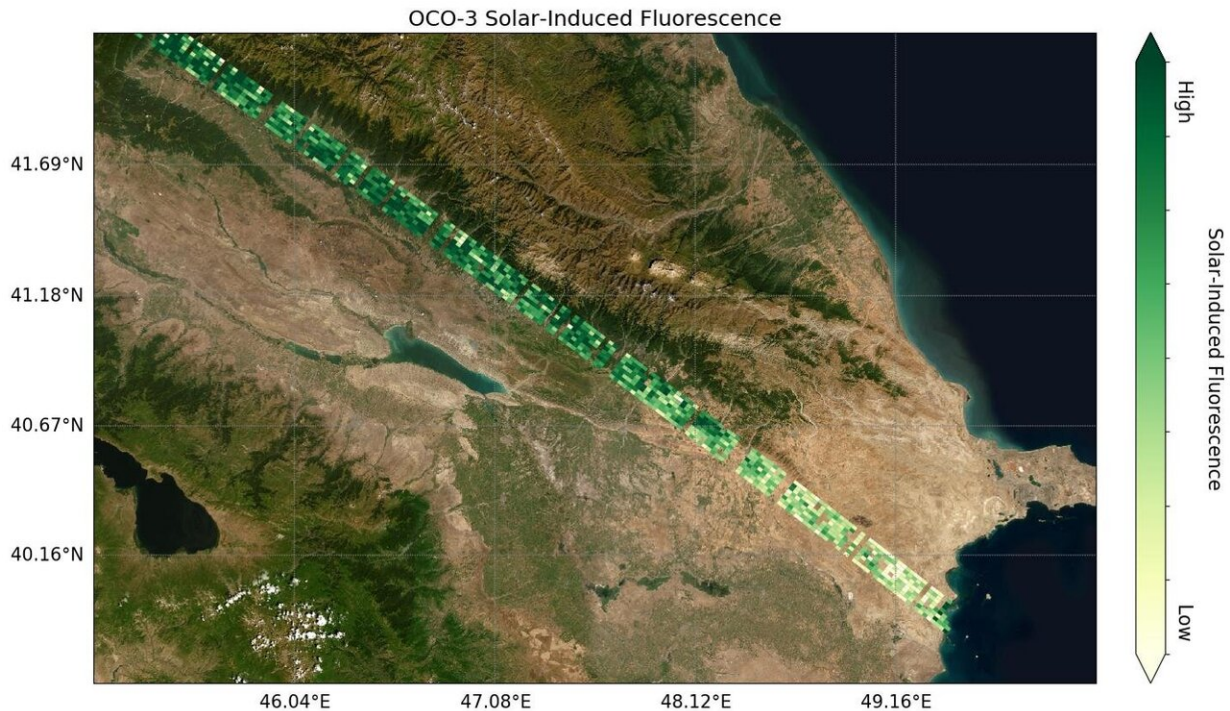 OCO-3 Solar-Induced Fluorescence
41.69°N
41.18°N
40.67°N
40.16°N
46.04°E
47.08°E
48.12°E
49.16°E
High
Solar-Induced Fluorescence
Low